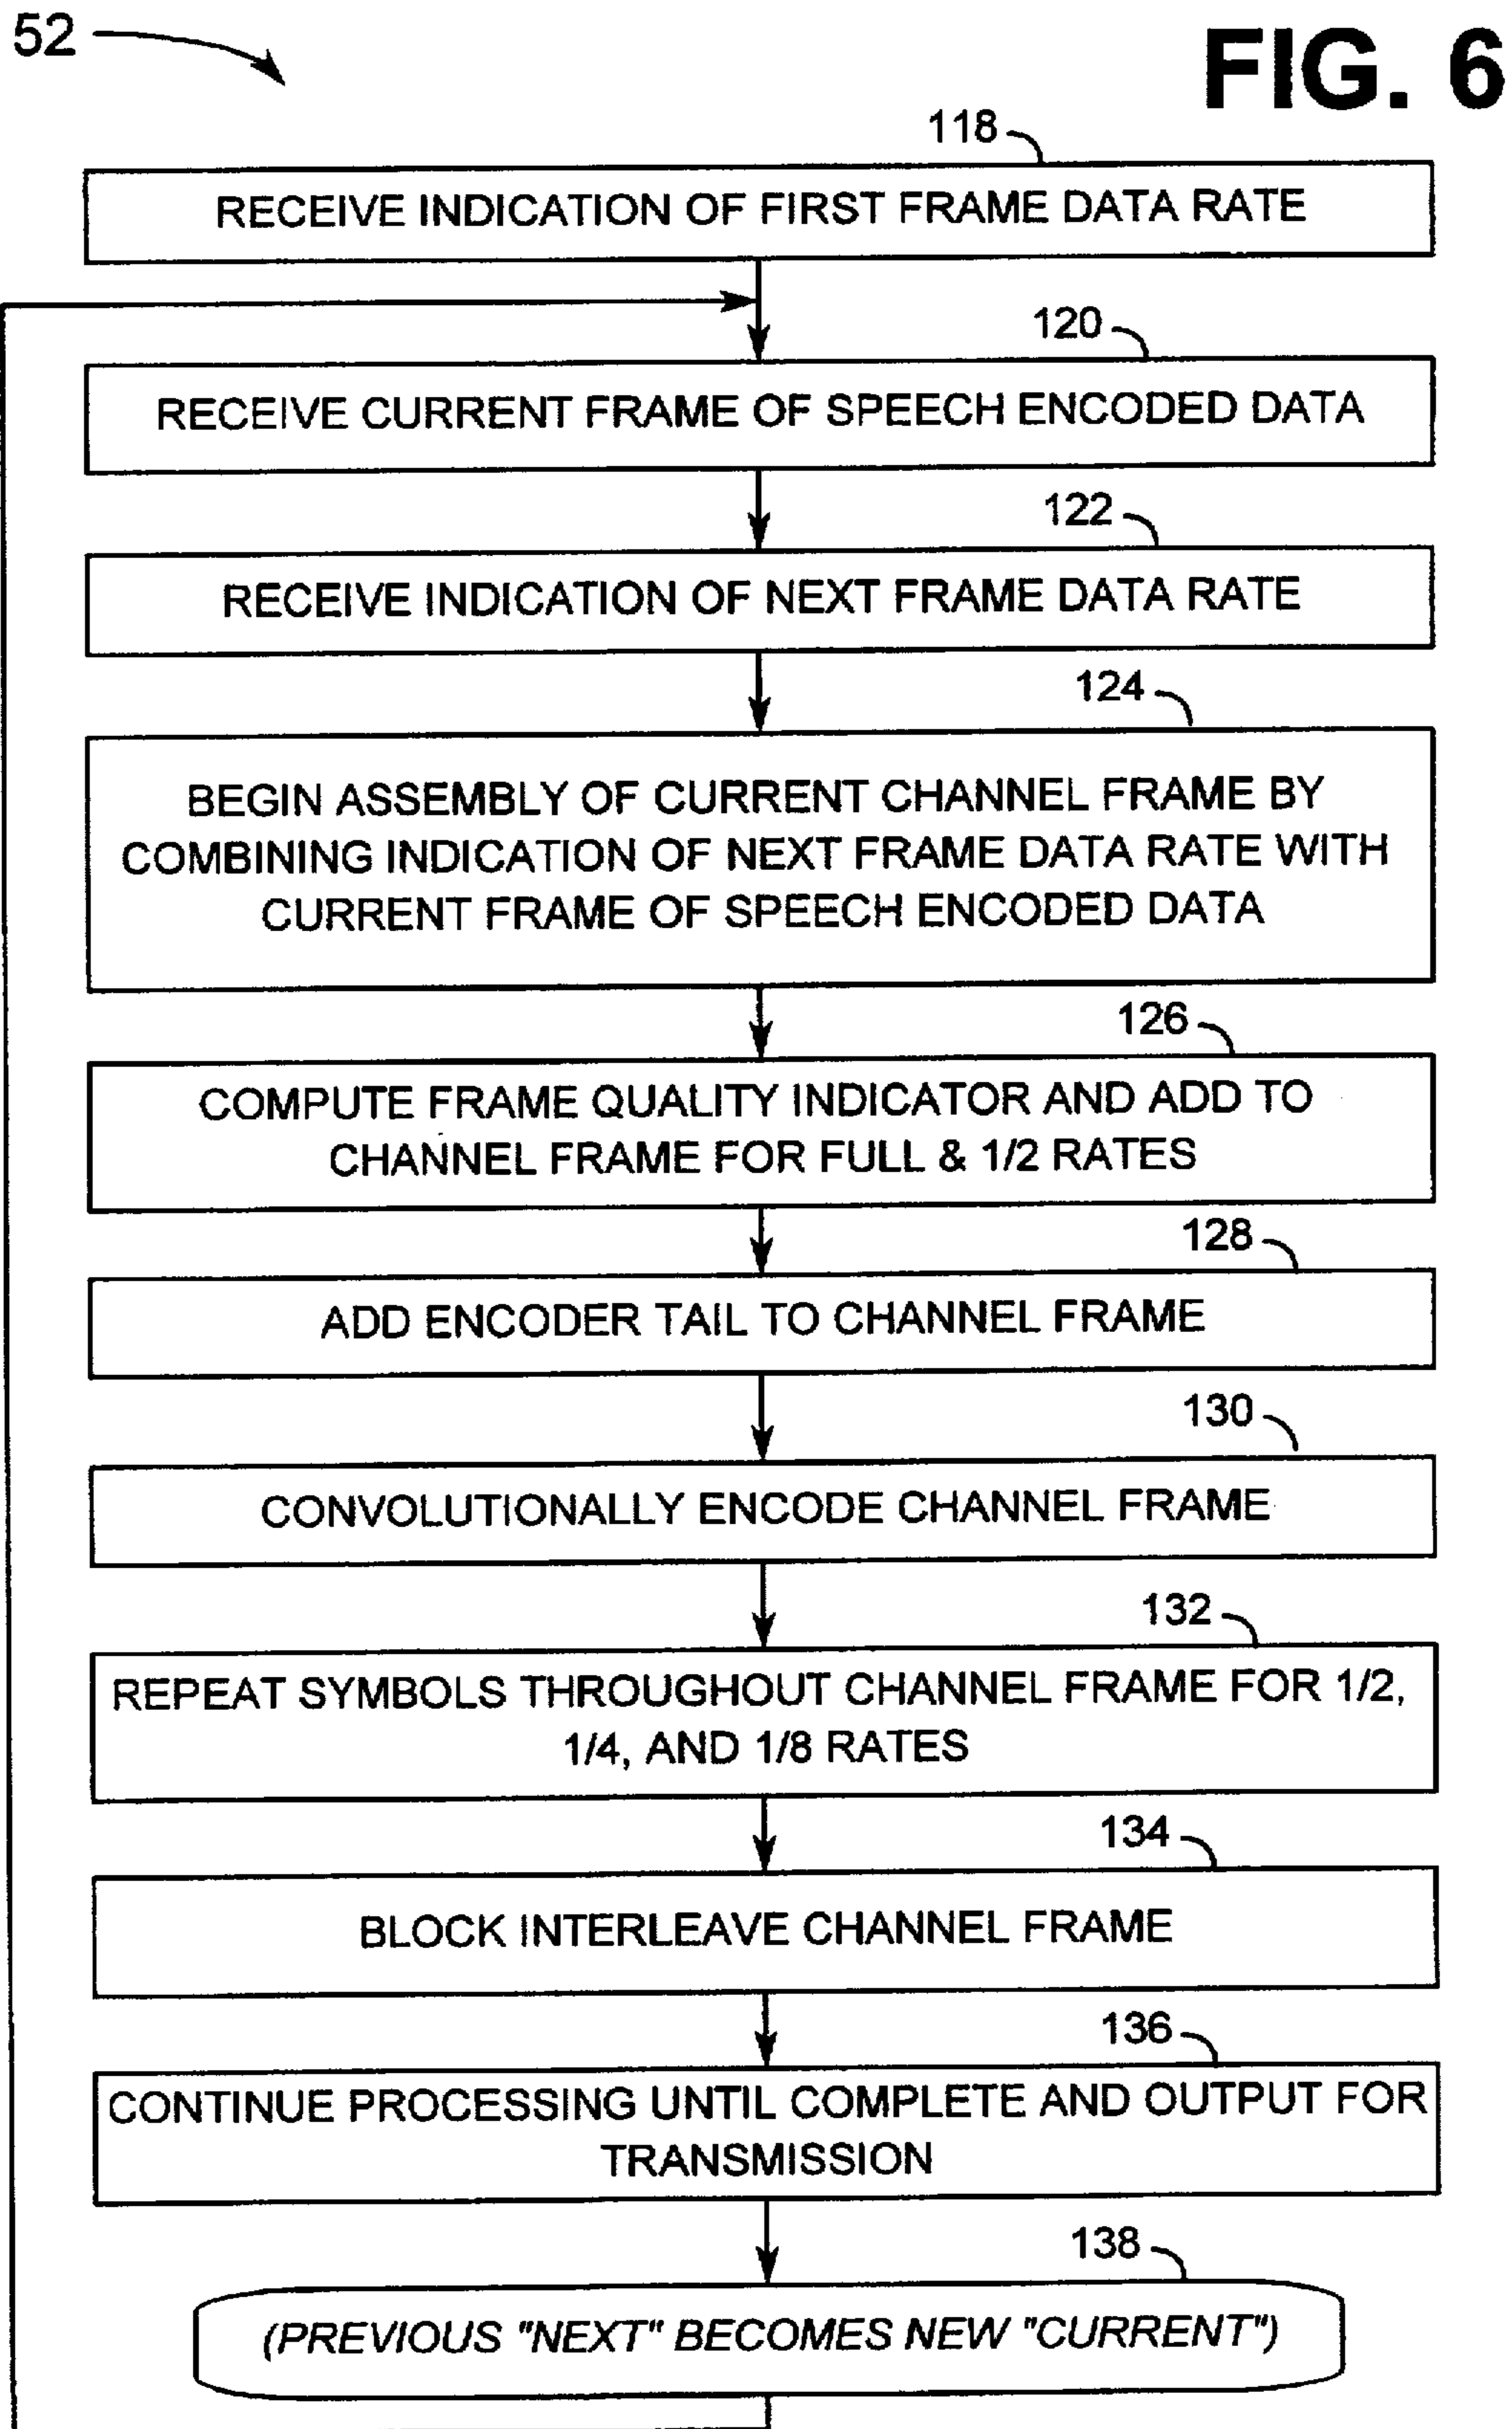 52
FIG. 6
118
RECEIVE INDICATION OF FIRST FRAME DATA RATE
120
RECEIVE CURRENT FRAME OF SPEECH ENCODED DATA
122
RECEIVE INDICATION OF NEXT FRAME DATA RATE
124
BEGIN ASSEMBLY OF CURRENT CHANNEL FRAME BY
COMBINING INDICATION OF NEXT FRAME DATA RATE WITH
CURRENT FRAME OF SPEECH ENCODED DATA
126
COMPUTE FRAME QUALITY INDICATOR AND ADD TO
CHANNEL FRAME FOR FULL & 1/2 RATES
128
ADD ENCODER TAIL TO CHANNEL FRAME
130
CONVOLUTIONALLY ENCODE CHANNEL FRAME
132
REPEAT SYMBOLS THROUGHOUT CHANNEL FRAME FOR 1/2,
1/4, AND 1/8 RATES
134
BLOCK INTERLEAVE CHANNEL FRAME
136
CONTINUE PROCESSING UNTIL COMPLETE AND OUTPUT FOR
TRANSMISSION
138
(PREVIOUS "NEXT" BECOMES NEW "CURRENT")